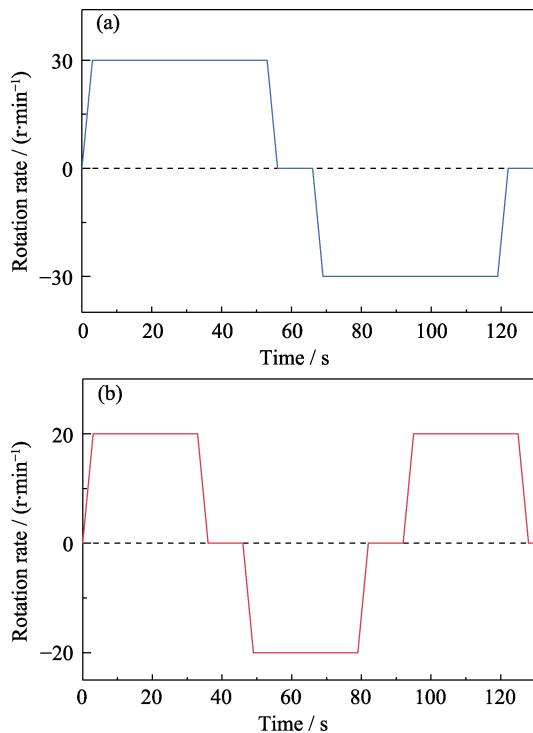 (a)
Rotation rate / (r·min⁻¹)
30
0
−30
0 20 40 60 80 100 120
Time / s
(b)
Rotation rate / (r·min⁻¹)
20
0
−20
0 20 40 60 80 100 120
Time / s